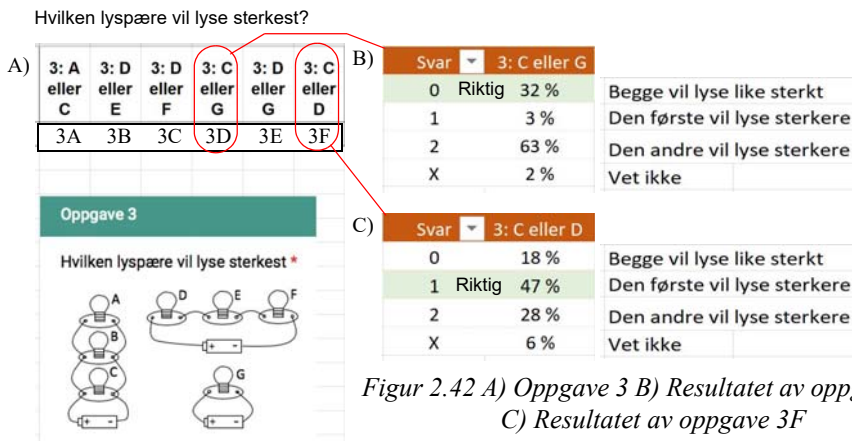 Hvilken lyspære vil lyse sterkest?
A)
3: A eller C	3: D eller E	3: D eller F	3: C eller G	3: D eller G	3: C eller D
3A	3B	3C	3D	3E	3F
B)
Svar	3: C eller G
0	Riktig	32 %	Begge vil lyse like sterkt
1	3 %	Den første vil lyse sterkere
2	63 %	Den andre vil lyse sterkere
X	2 %	Vet ikke
Oppgave 3
Hvilken lyspære vil lyse sterkest *
A
B
C
+ -
D	E	F
+ -
G
+ -
C)
Svar	3: C eller D
0	18 %	Begge vil lyse like sterkt
1	Riktig	47 %	Den første vil lyse sterkere
2	28 %	Den andre vil lyse sterkere
X	6 %	Vet ikke
Figur 2.42 A) Oppgave 3 B) Resultatet av
C) Resultatet av oppgave 3F